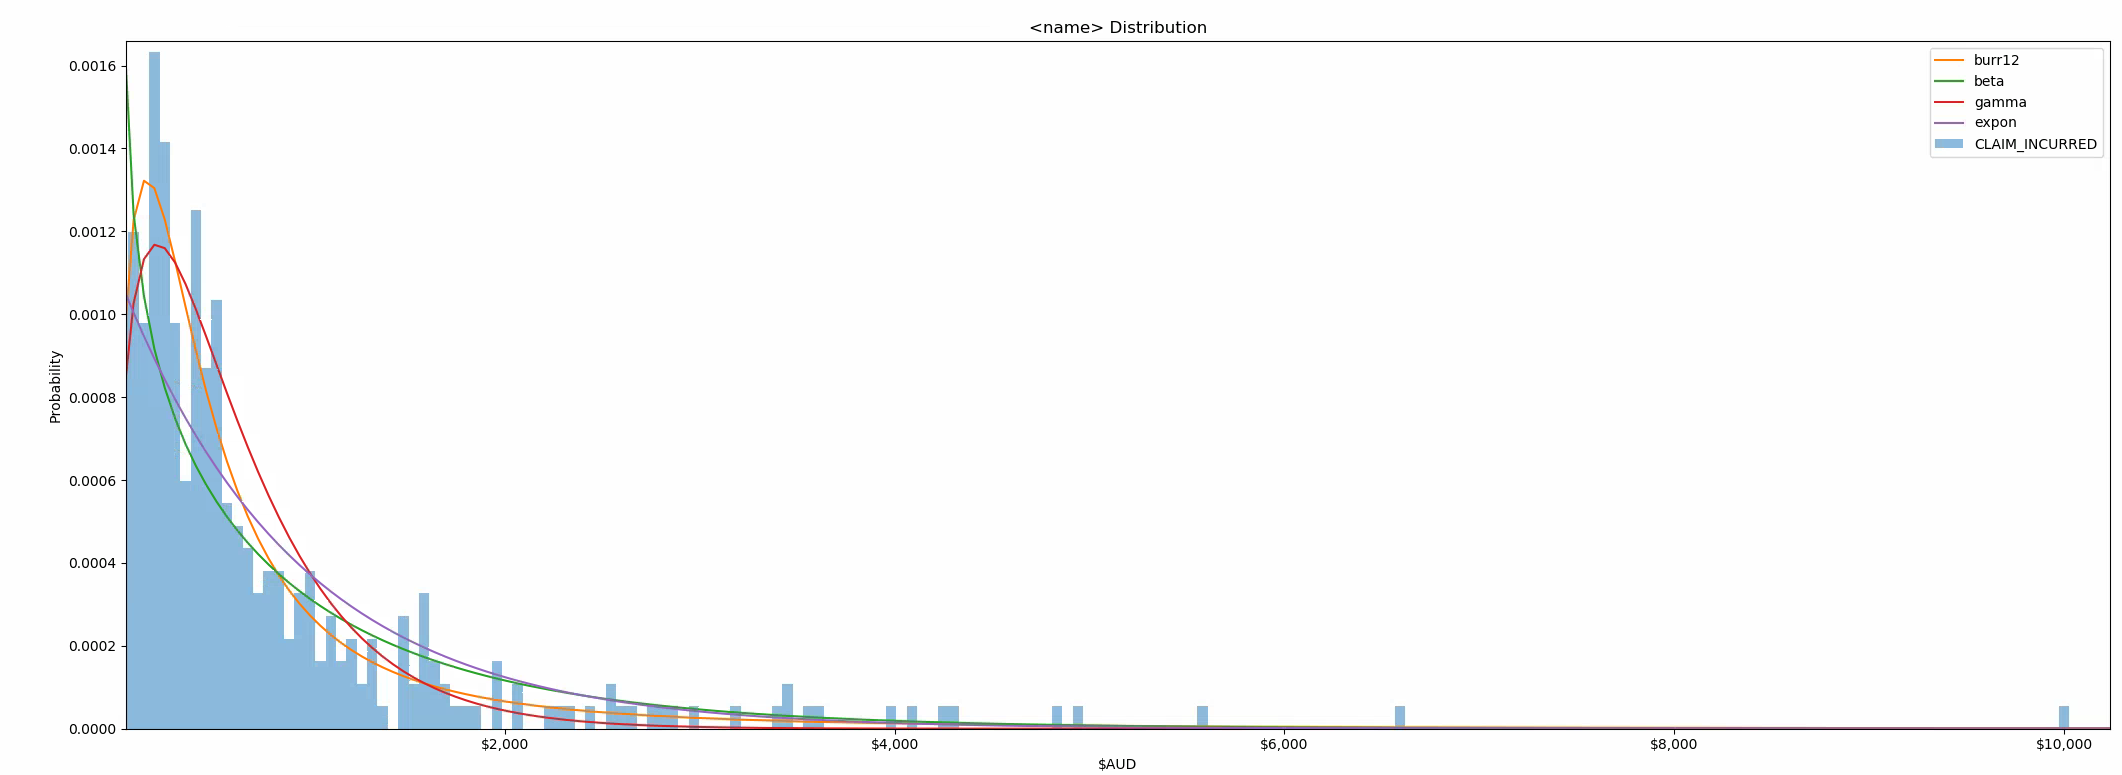 <name> Distribution
0.0016
0.0014
0.0012
0.0010
0.0008
0.0006
0.0004
0.0002
0.0000
Probability
burr12
beta
gamma
expon
CLAIM_INCURRED
$2,000
$4,000
$6,000
$8,000
$10,000
$AUD